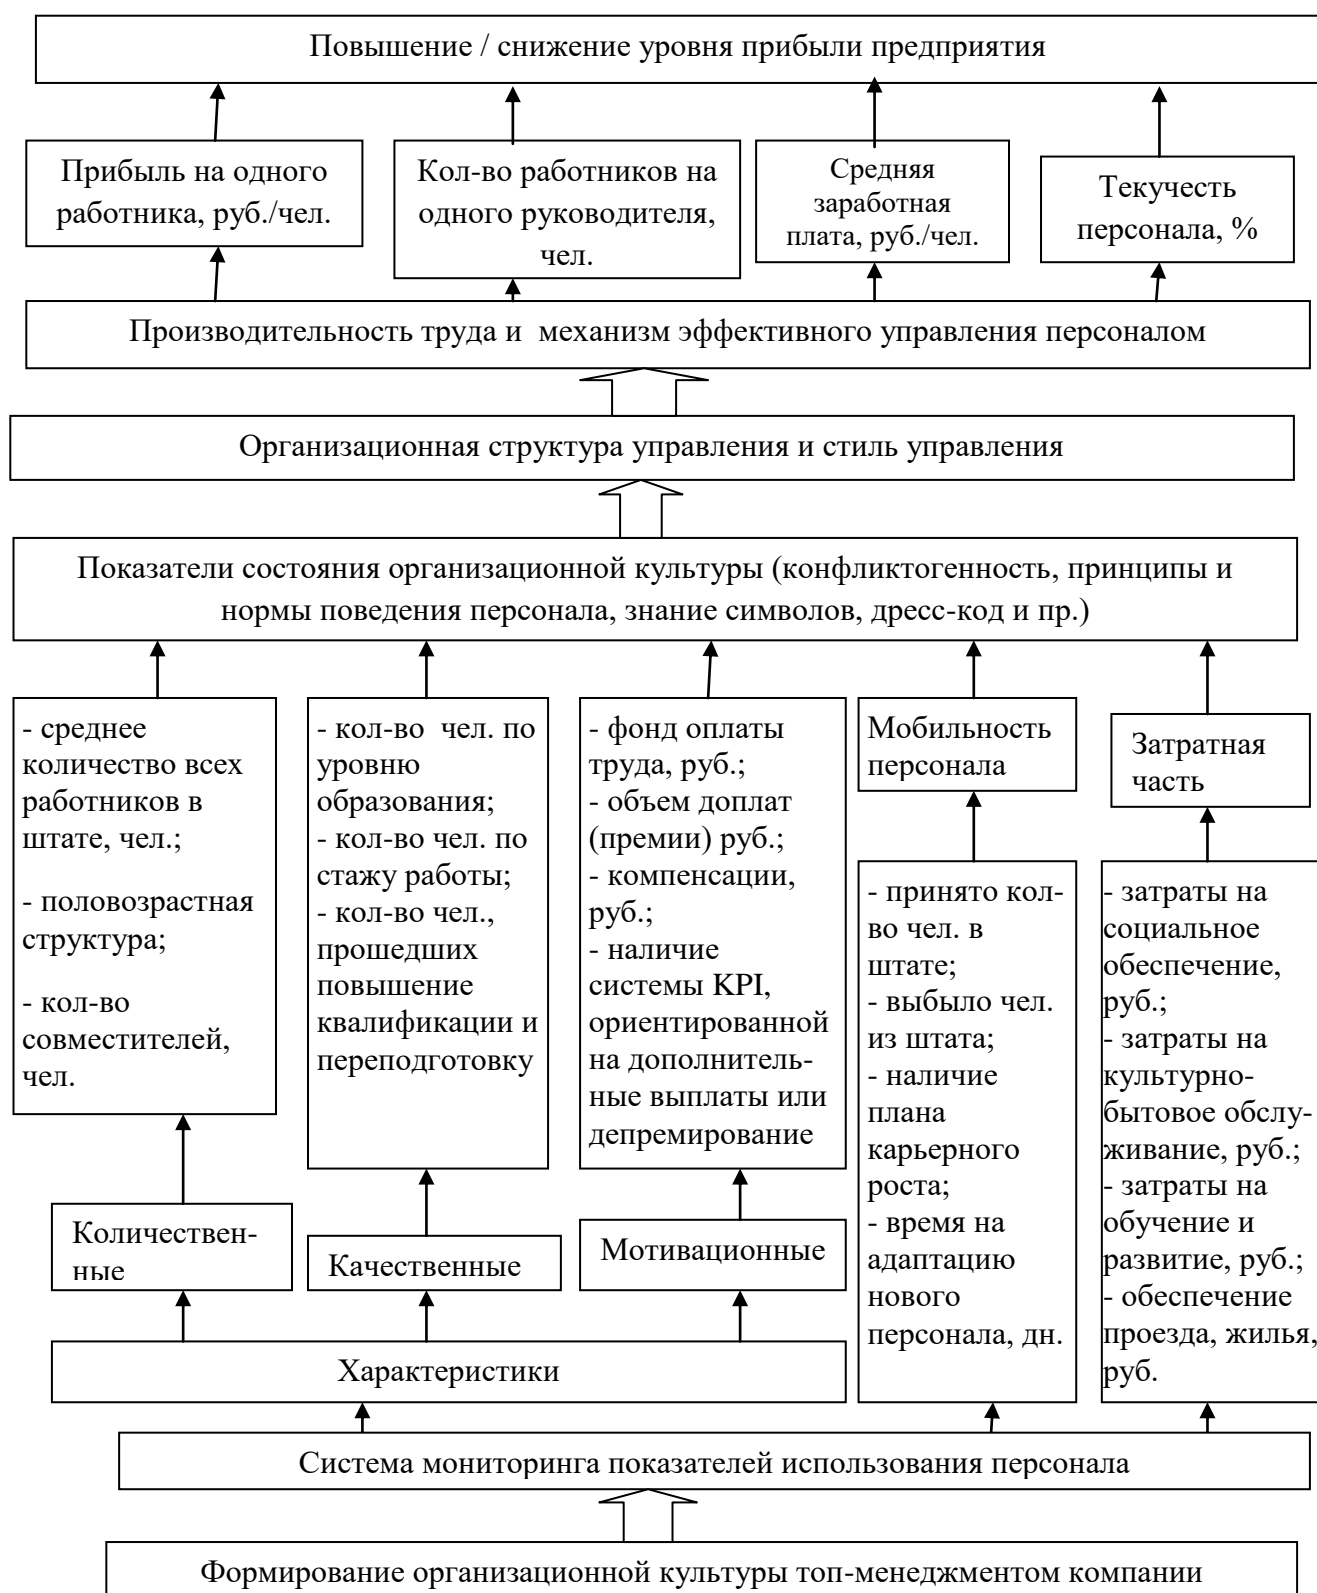 Повышение / снижение уровня прибыли предприятия
Прибыль на одного
работника, руб./чел.
Кол-во работников на
одного руководителя,
чел.
Средняя
заработная
плата, руб./чел.
Текучесть
персонала, %
Производительность труда и механизм эффективного управления персоналом
Организационная структура управления и стиль управления
Показатели состояния организационной культуры (конфликтогенность, принципы и
нормы поведения персонала, знание символов, дресс-код и пр.)
- среднее
количество всех
работников в
штате, чел.;
- половозрастная
структура;
- кол-во
совместителей,
чел.
- кол-во чел. по
уровню
образования;
- кол-во чел. по
стажу работы;
- кол-во чел.,
прошедших
повышение
квалификации и
переподготовку
- фонд оплаты
труда, руб.;
- объем доплат
(премии) руб.;
- компенсации,
руб.;
- наличие
системы KPI,
ориентированной
на дополнитель-
ные выплаты или
депремирование
Мобильность
персонала
Затратная
часть
- принято кол-
во чел. в
штате;
- выбыло чел.
из штата;
- наличие
плана
карьерного
роста;
- время на
адаптацию
нового
персонала, дн.
- затраты на
социальное
обеспечение,
руб.;
- затраты на
культурно-
бытовое обслу-
живание, руб.;
- затраты на
обучение и
развитие, руб.;
- обеспечение
проезда, жилья,
руб.
Количествен-
ные
Качественные
Мотивационные
Характеристики
Система мониторинга показателей использования персонала
Формирование организационной культуры топ-менеджментом компании